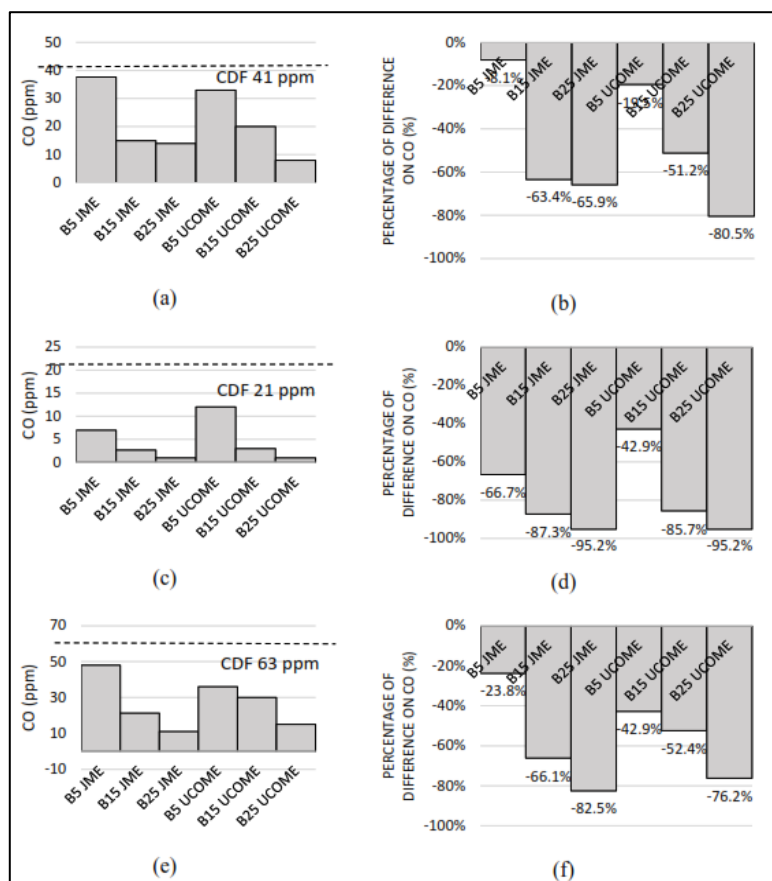 50
40
30
20
10
0
CO (ppm)
CDF 41 ppm
B5 JME
B15 JME
B25 JME
B5 UCOME
B15 UCOME
B25 UCOME
(a)
0%
-20%
-40%
-60%
-80%
-100%
PERCENTAGE OF DIFFERENCE
ON CO (%)
B5 JME
B15 JME
B25 JME
B5 UCOME
B15 UCOME
B25 UCOME
-8.1%
-63.4%
-65.9%
-19.5%
-51.2%
-80.5%
(b)
25
20
15
10
5
0
CO (ppm)
CDF 21 ppm
B5 JME
B15 JME
B25 JME
B5 UCOME
B15 UCOME
B25 UCOME
(c)
0%
-20%
-40%
-60%
-80%
-100%
PERCENTAGE OF
DIFFERENCE ON CO (%)
B5 JME
B15 JME
B25 JME
B5 UCOME
B15 UCOME
B25 UCOME
-66.7%
-87.3%
-95.2%
-42.9%
-85.7%
-95.2%
(d)
70
50
30
10
-10
CO (ppm)
CDF 63 ppm
B5 JME
B15 JME
B25 JME
B5 UCOME
B15 UCOME
B25 UCOME
(e)
0%
-20%
-40%
-60%
-80%
-100%
PERCENTAGE OF
DIFFERENCE ON CO (%)
B5 JME
B15 JME
B25 JME
B5 UCOME
B15 UCOME
B25 UCOME
-23.8%
-66.1%
-82.5%
-42.9%
-52.4%
-76.2%
(f)